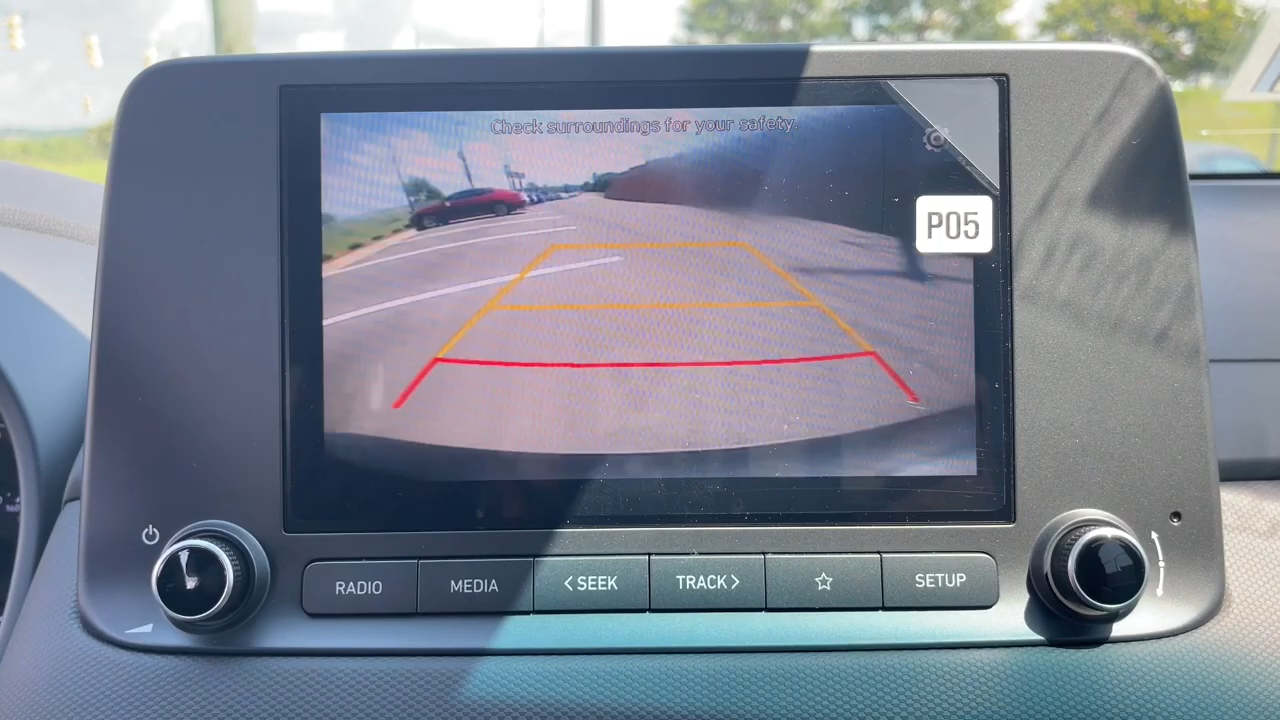 Check surroundings for your safety.
P05
RADIO
MEDIA
<SEEK
TRACK>
SETUP